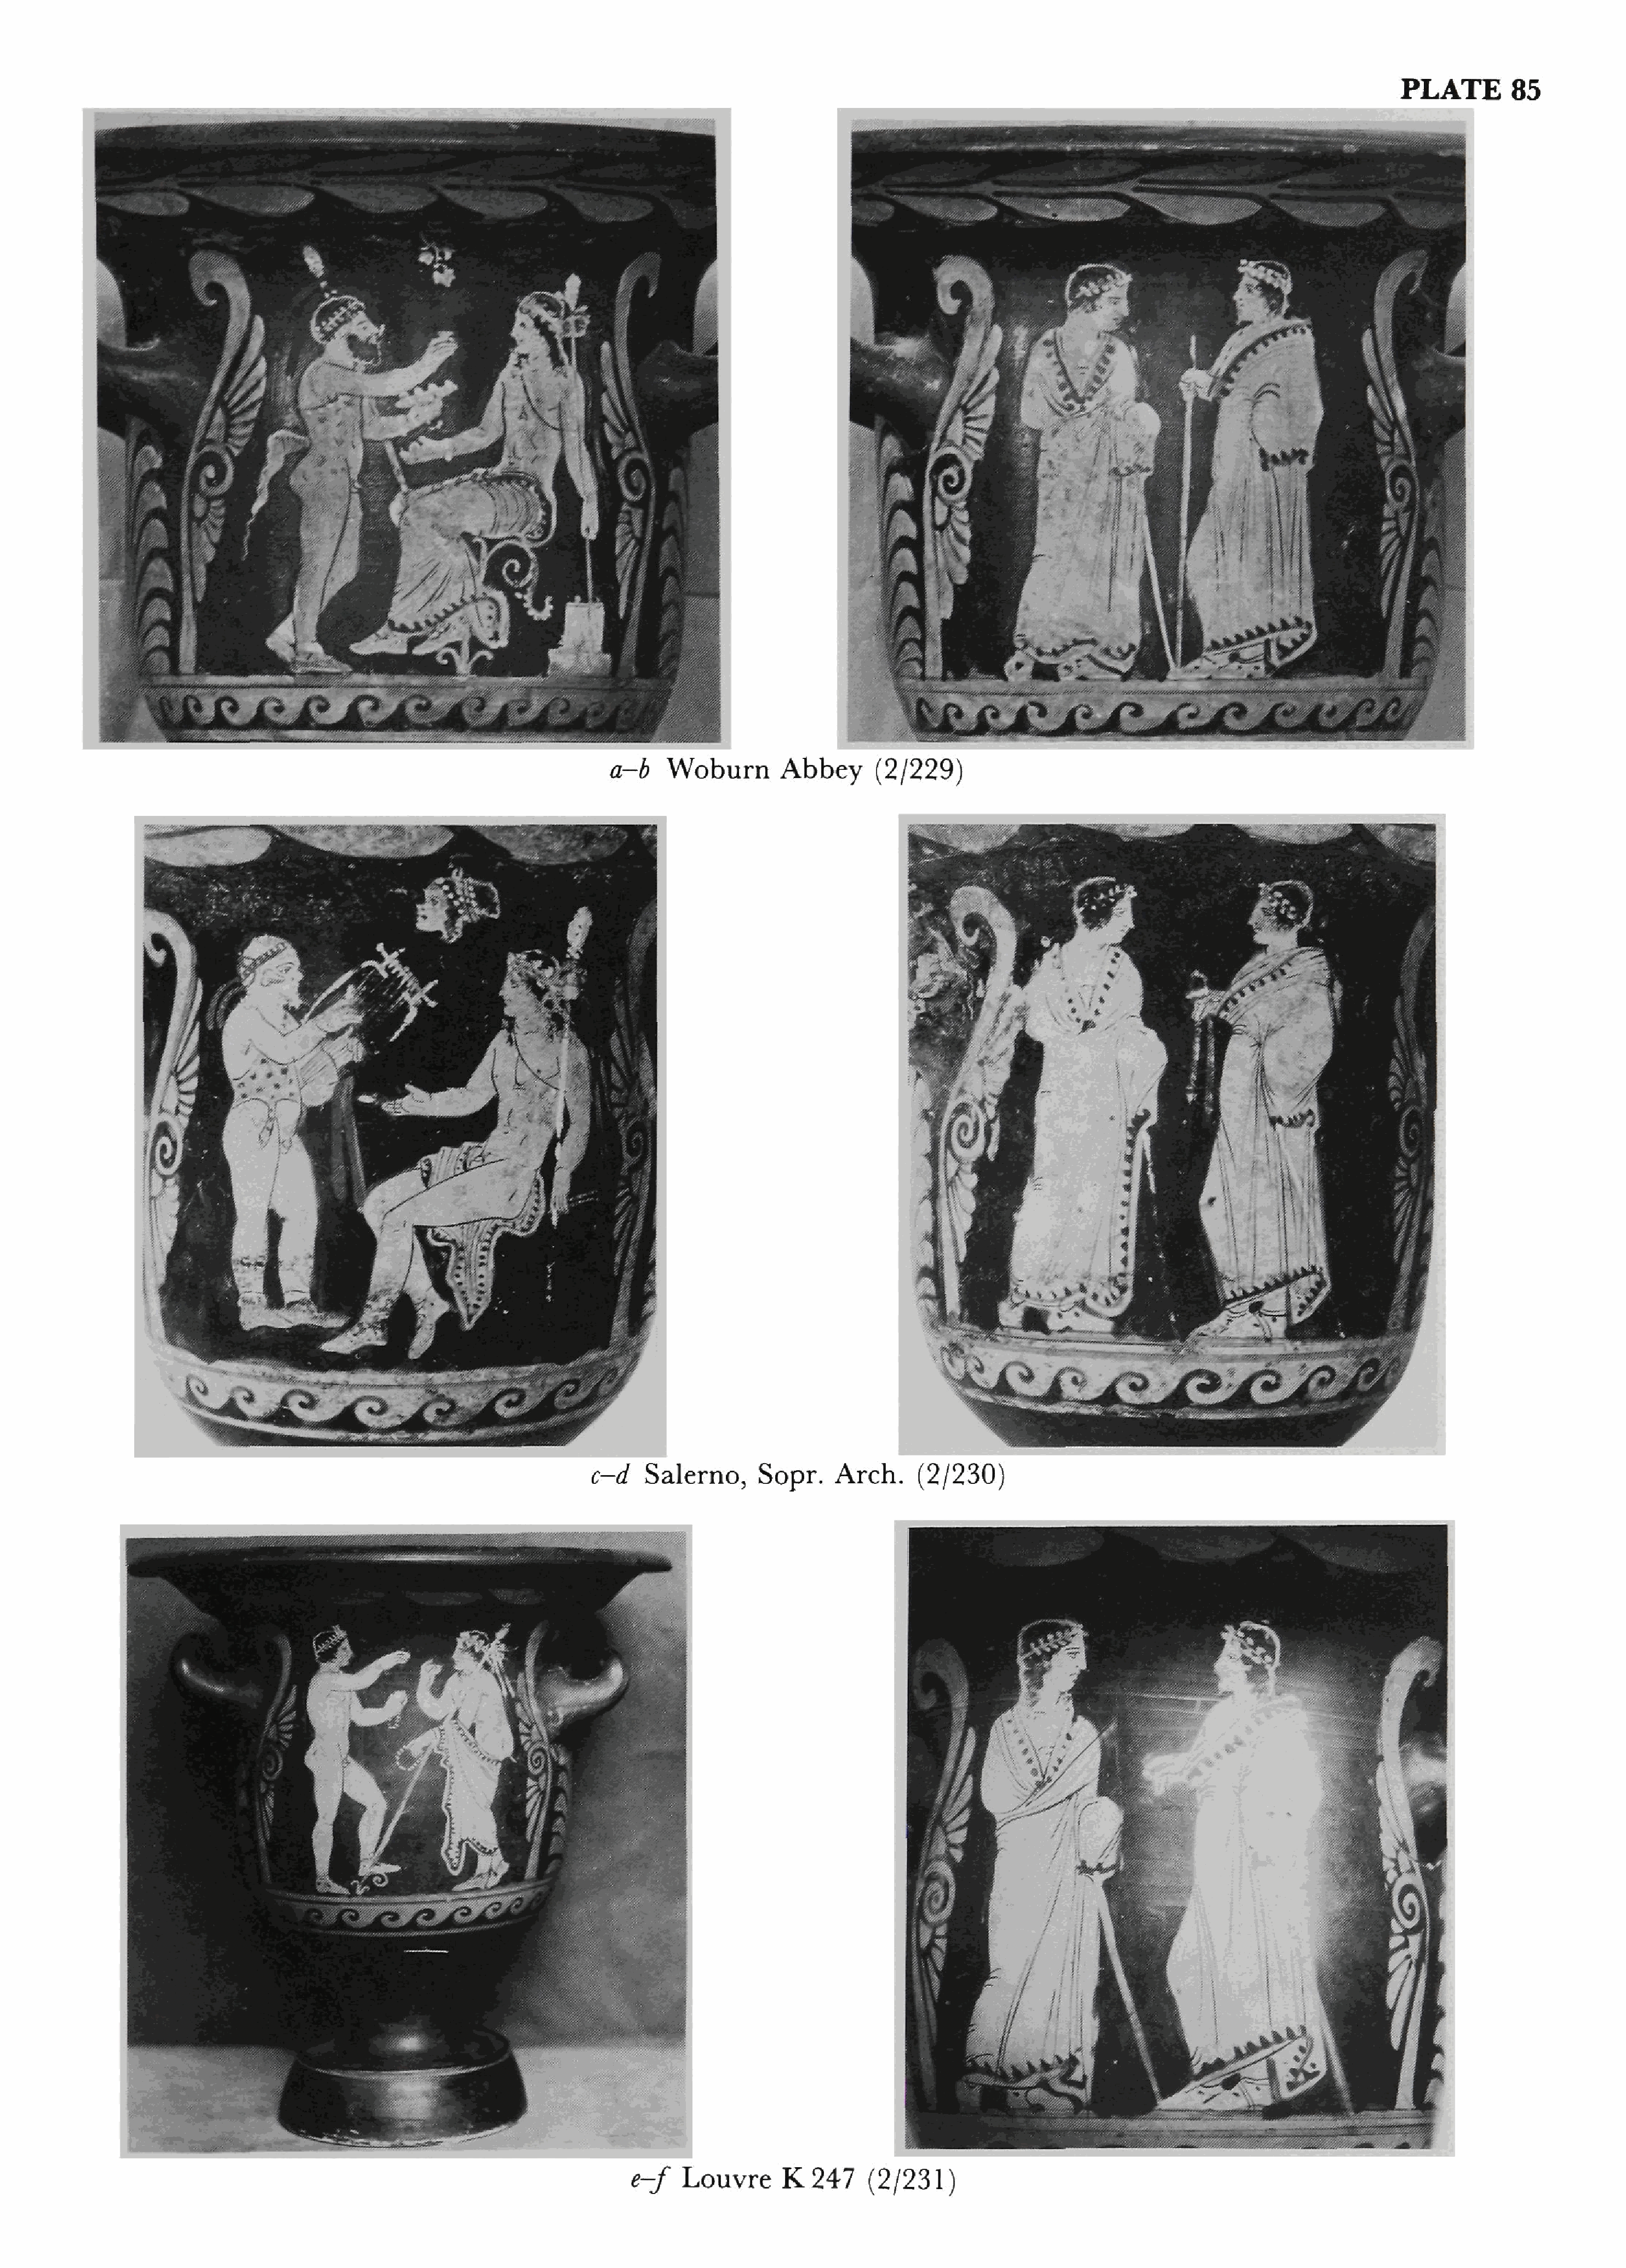 PLATE 85
a–b Woburn Abbey (2/229)
c–d Salerno, Sopr. Arch. (2/230)
e–f Louvre K 247 (2/231)